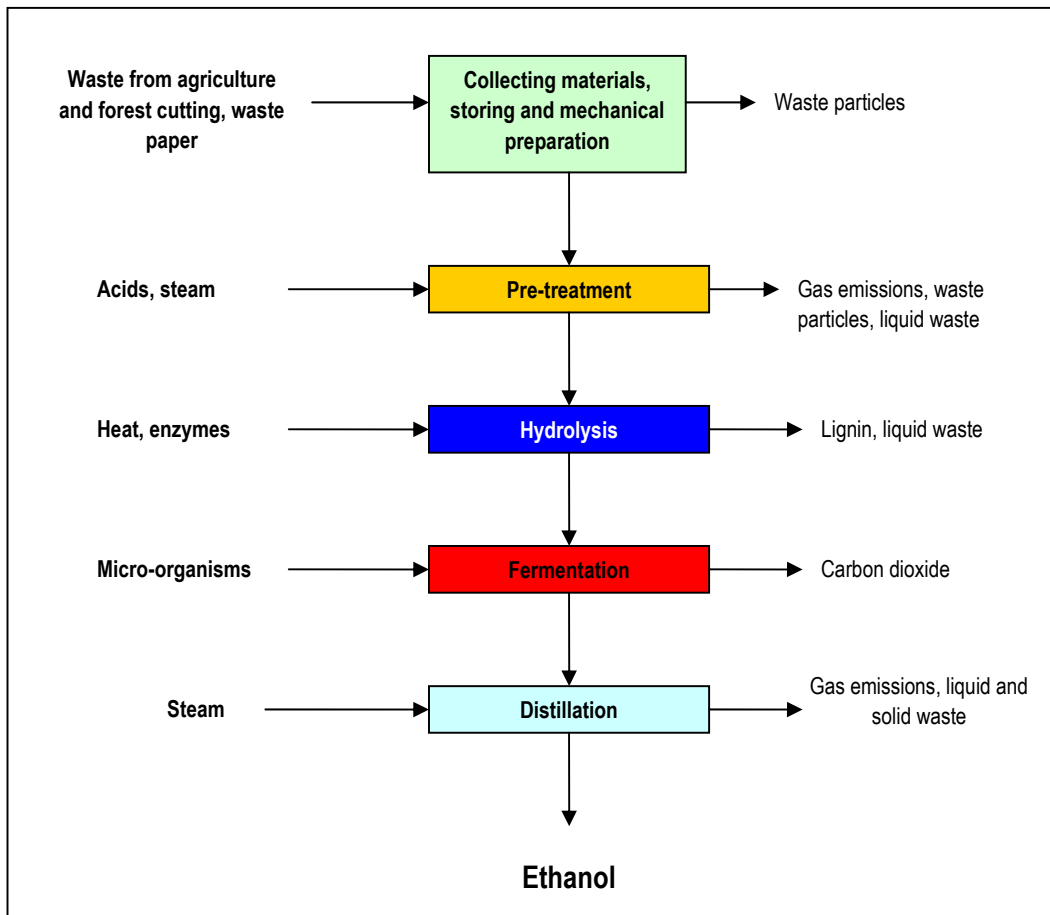 Waste from agriculture
and forest cutting, waste
paper
Collecting materials,
storing and mechanical
preparation
Waste particles
Acids, steam
Pre-treatment
Gas emissions, waste
particles, liquid waste
Heat, enzymes
Hydrolysis
Lignin, liquid waste
Micro-organisms
Fermentation
Carbon dioxide
Steam
Distillation
Gas emissions, liquid and
solid waste
Ethanol